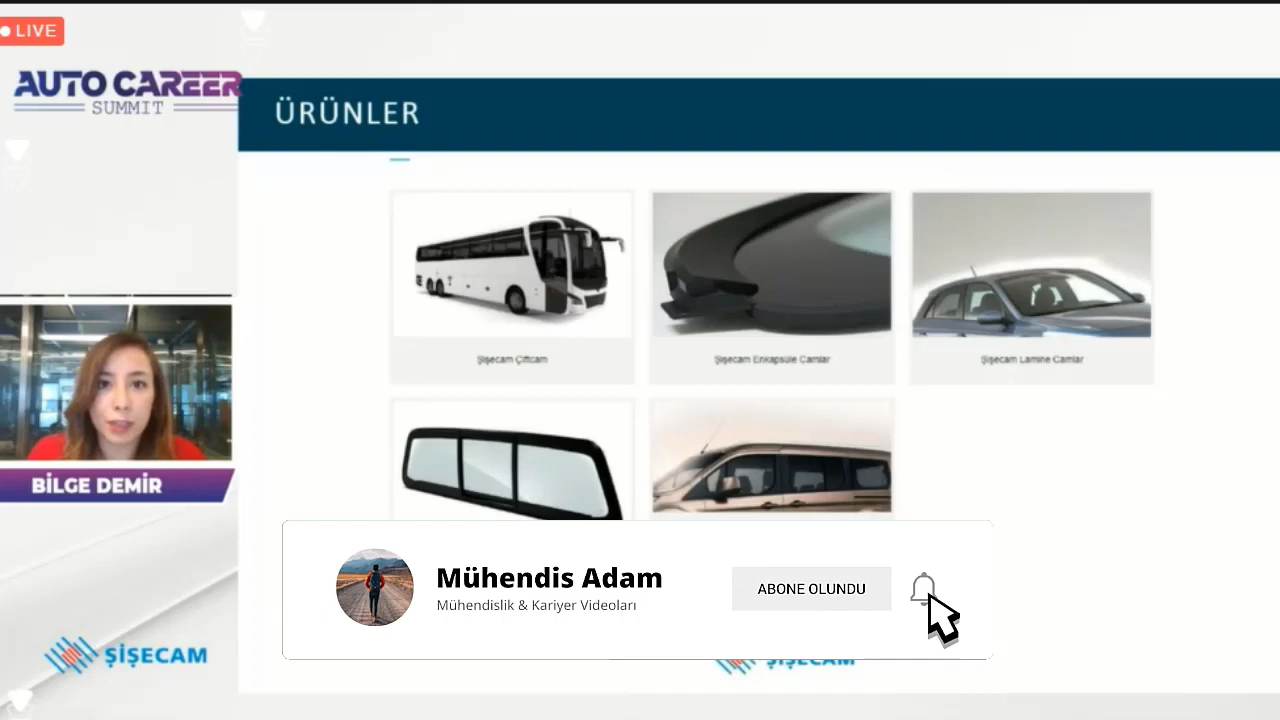 LIVE
AUTO CAREER
SUMMIT
ÜRÜNLER
Şişecam Çiftcam
Şişecam Enkapsüle Camlar
Şişecam Lamine Camlar
BİLGE DEMİR
Mühendis Adam
Mühendislik & Kariyer Videoları
ABONE OLUNDU
ŞİŞECAM
ŞİŞECAM